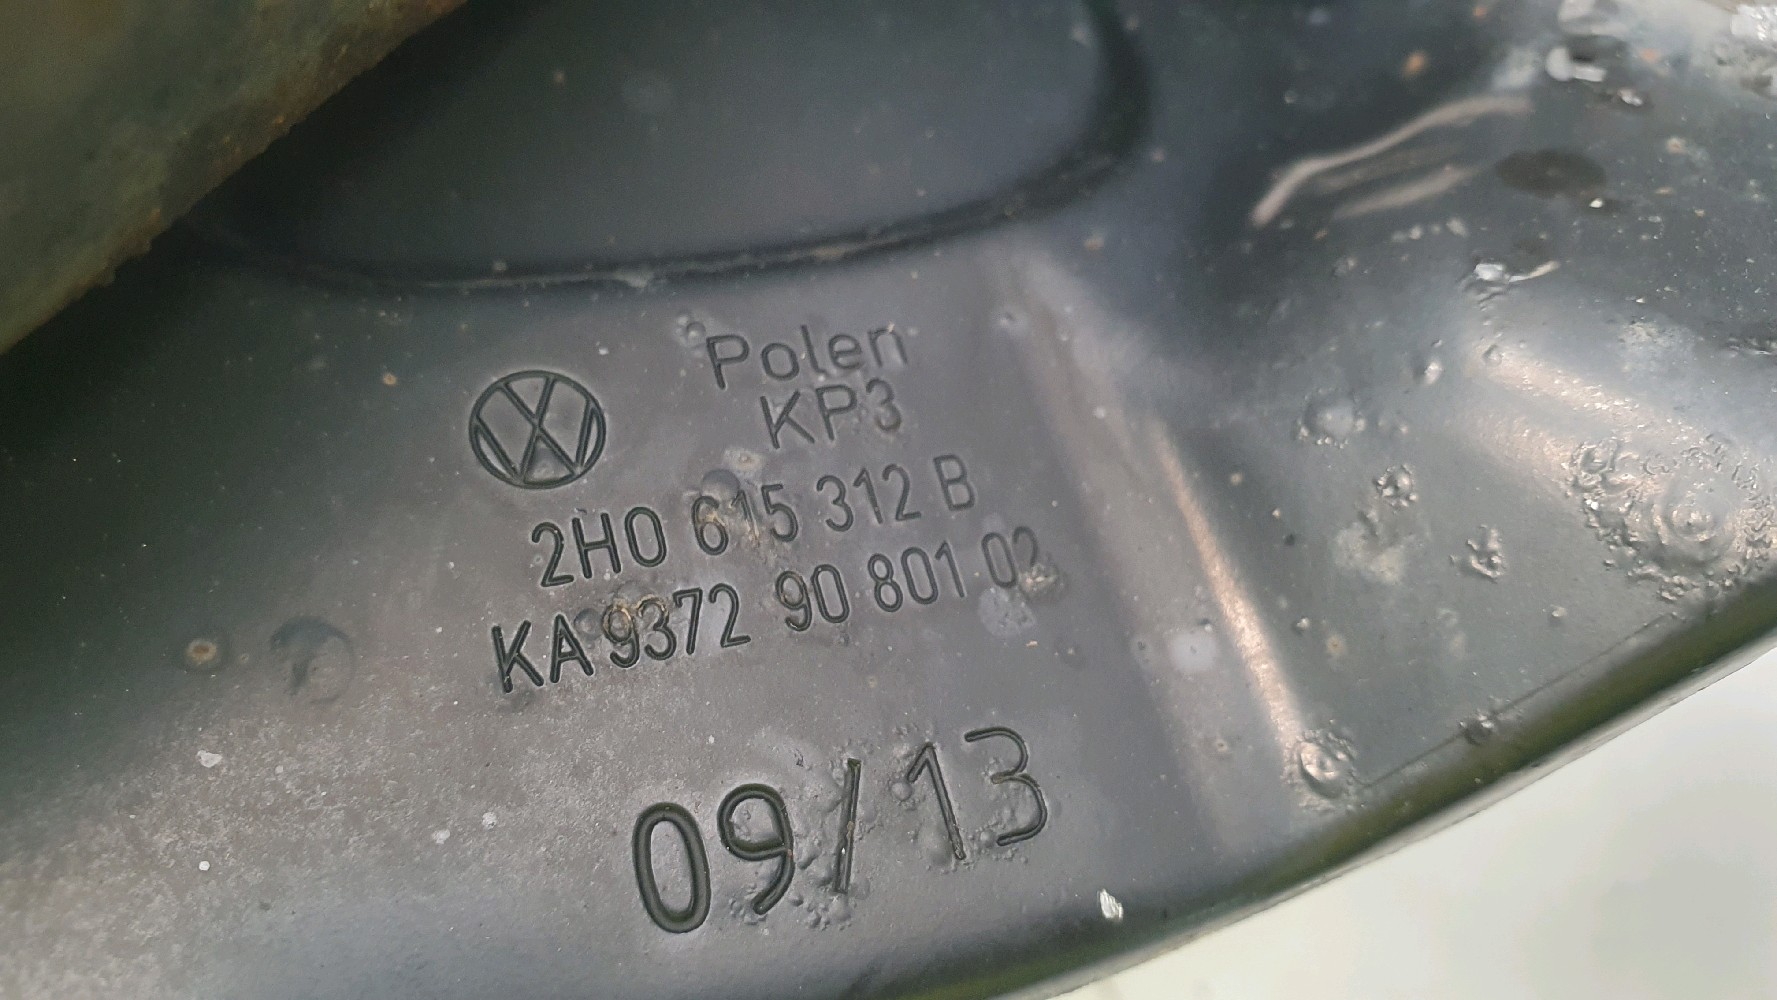 Polen
KP3
2H0 615 312 B
KA 9372 90 801 02
09/13